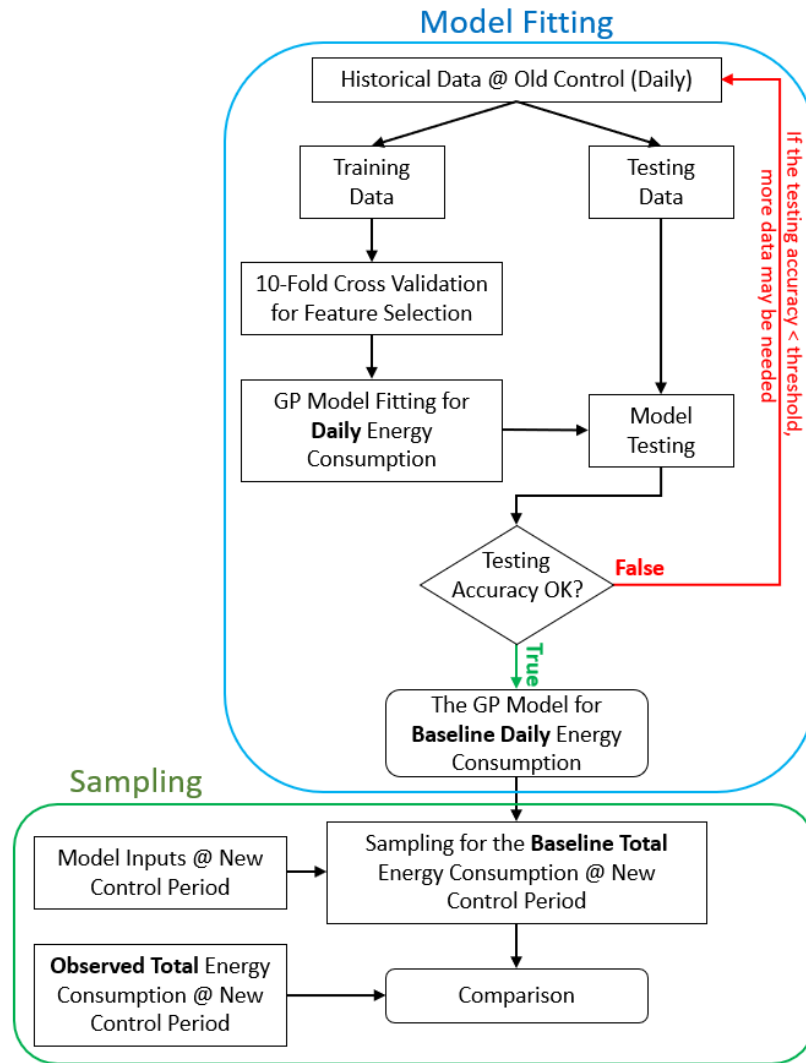 Model Fitting
Historical Data @ Old Control (Daily)
Training
Data
Testing
Data
If the testing accuracy < threshold,
more data may be needed
10-Fold Cross Validation
for Feature Selection
GP Model Fitting for
Daily Energy
Consumption
Model
Testing
Testing
Accuracy OK?
False
True
The GP Model for
Baseline Daily Energy
Consumption
Sampling
Model Inputs @ New
Control Period
Sampling for the Baseline Total
Energy Consumption @ New
Control Period
Observed Total Energy
Consumption @ New
Control Period
Comparison